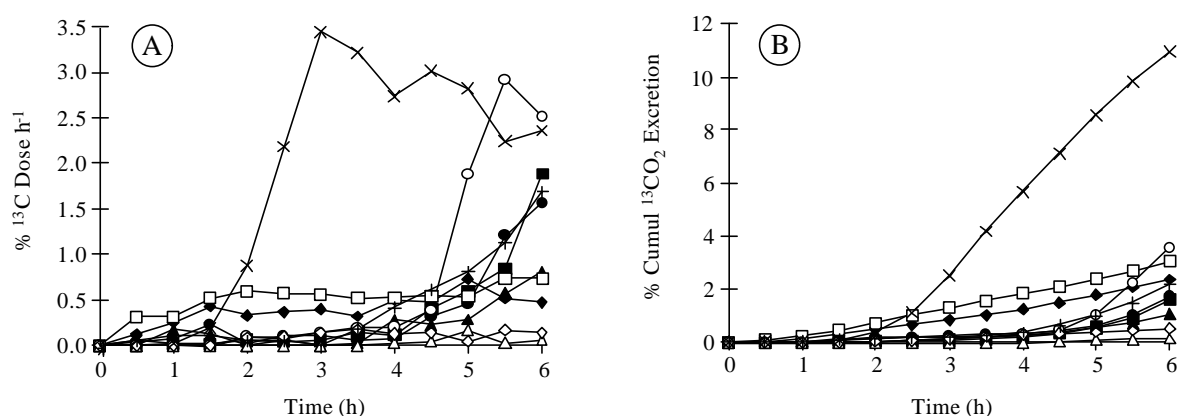 A
3.5
3.0
2.5
2.0
1.5
1.0
0.5
0.0
% ¹³C Dose h⁻¹
0 1 2 3 4 5 6
Time (h)
B
12
10
8
6
4
2
0
% Cumul ¹³CO₂ Excretion
0 1 2 3 4 5 6
Time (h)